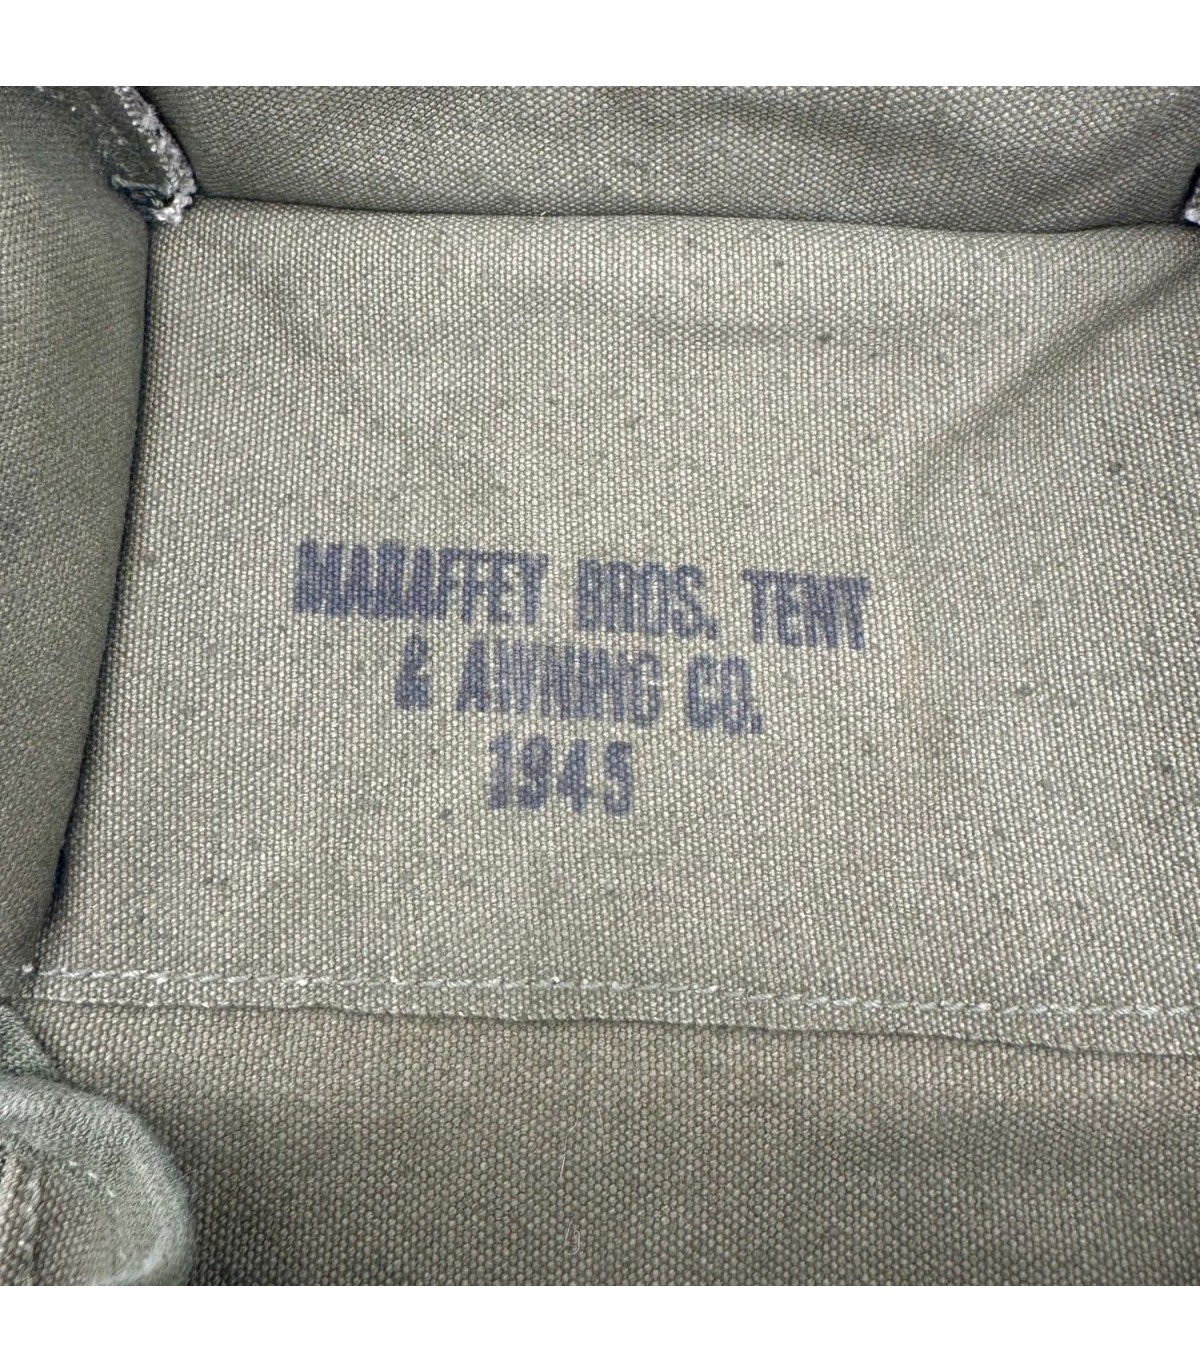 MAHAFFEY BROS. TENT
& AWNING CO.
1945